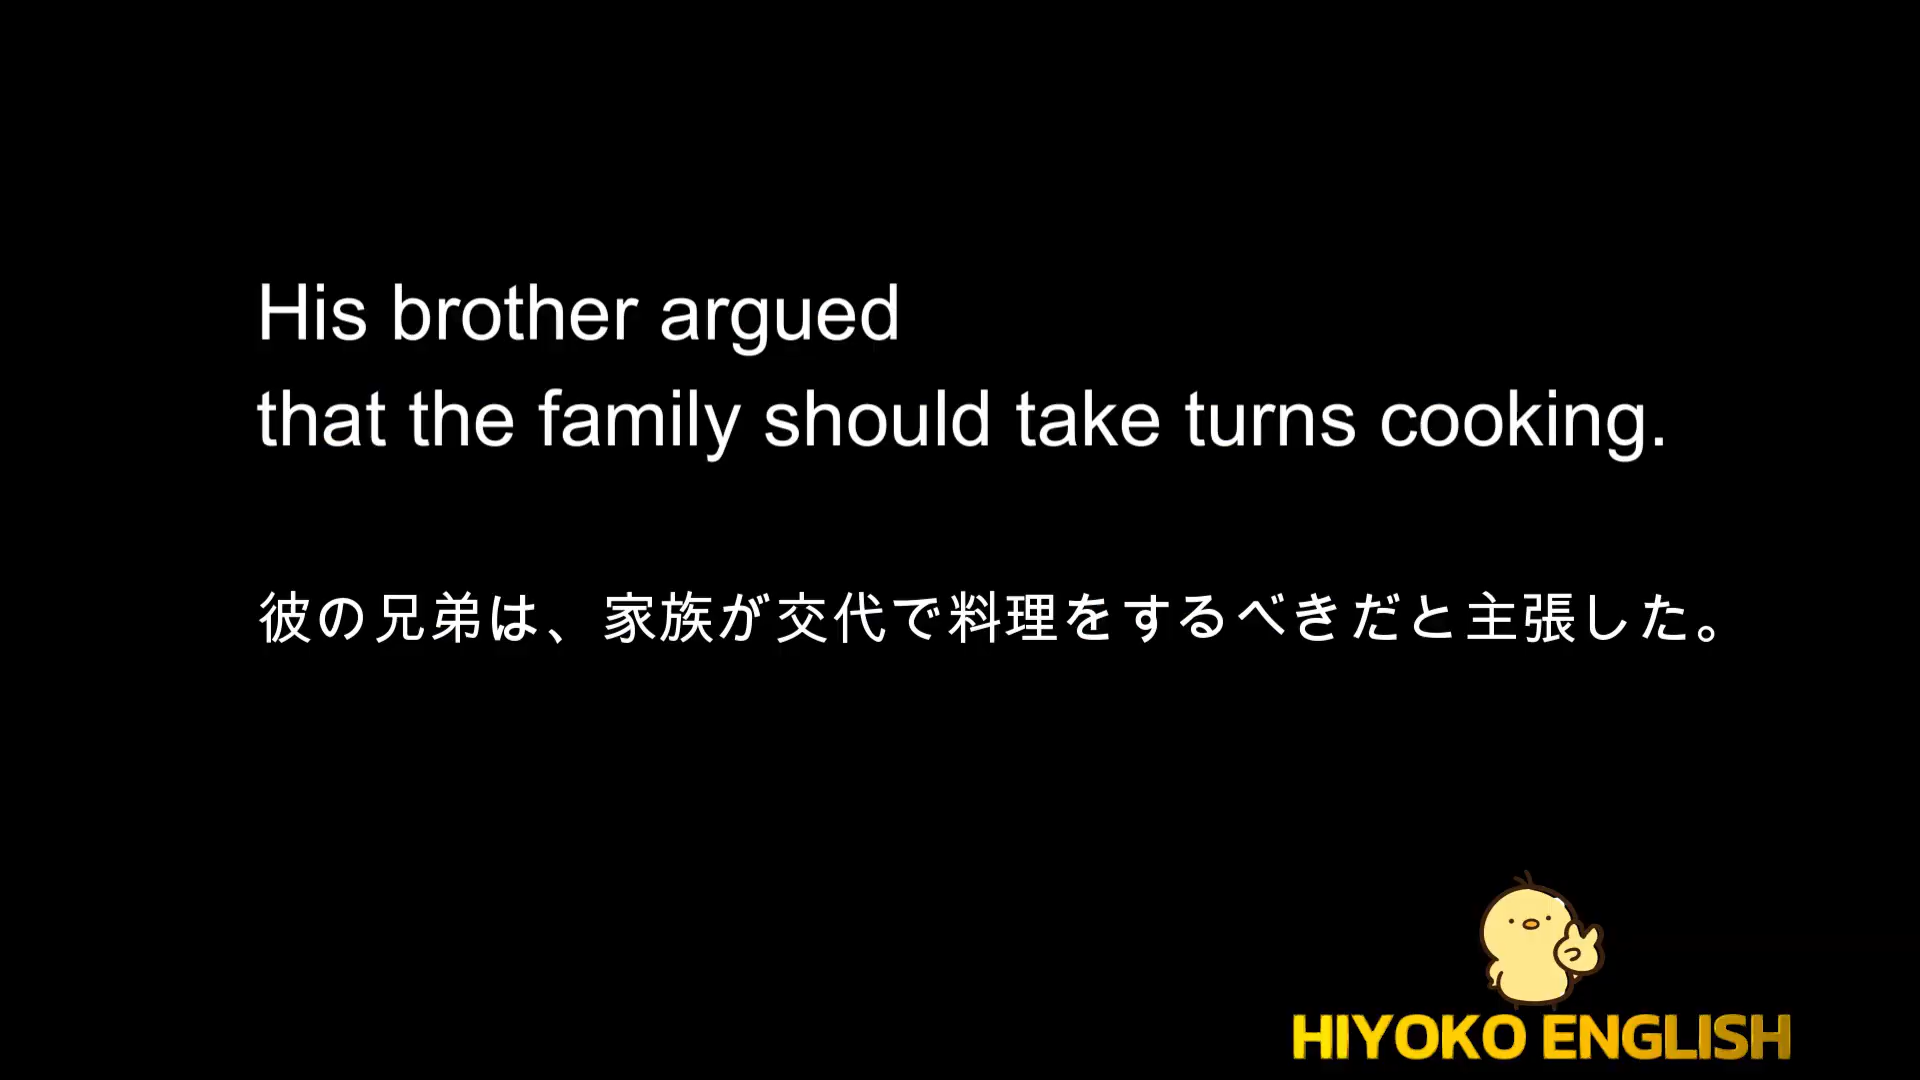 His brother argued
that the family should take turns cooking.
彼の兄弟は、家族が交代で料理をするべきだと主張した。
HIYOKO ENGLISH